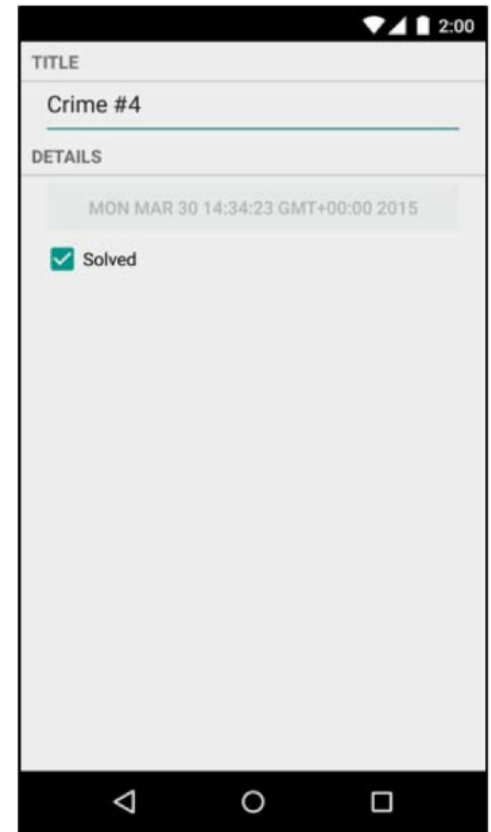 2:00
TITLE
Crime #4
DETAILS
MON MAR 30 14:34:23 GMT+00:00 2015
Solved